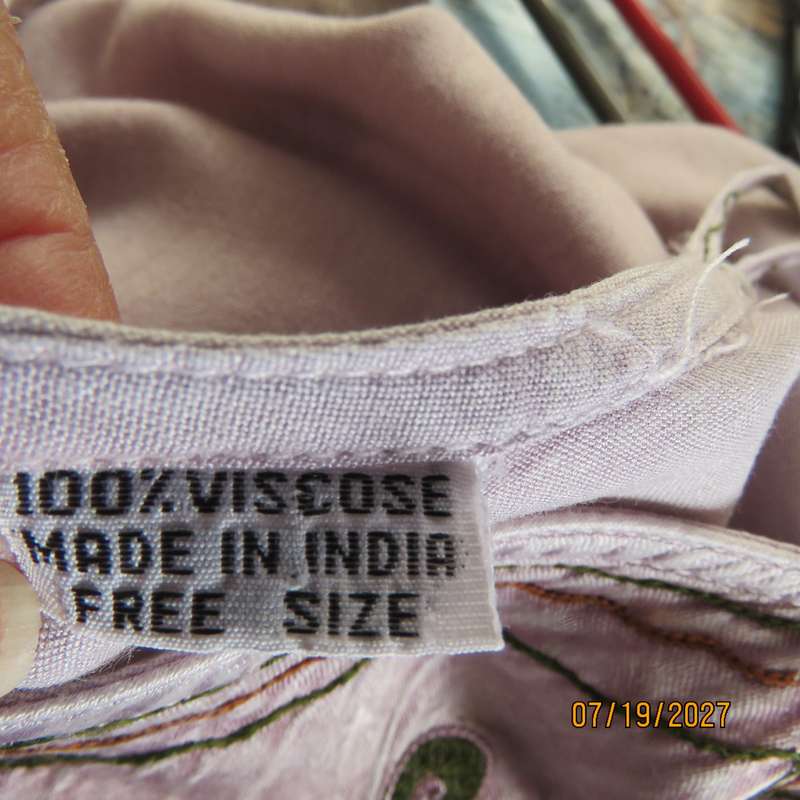 100% VISCOSE
MADE IN INDIA
FREE SIZE
07/19/2027